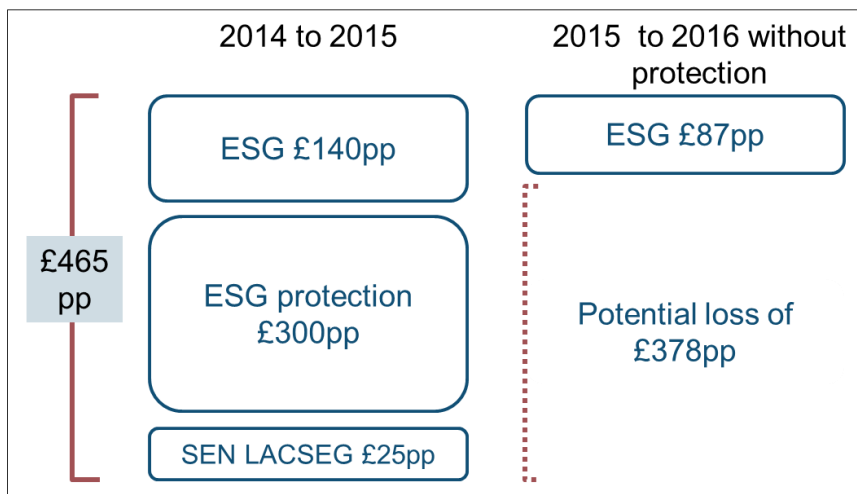 2014 to 2015
2015 to 2016 without
protection
£465
pp
ESG £140pp
ESG protection
£300pp
SEN LACSEG £25pp
ESG £87pp
Potential loss of
£378pp